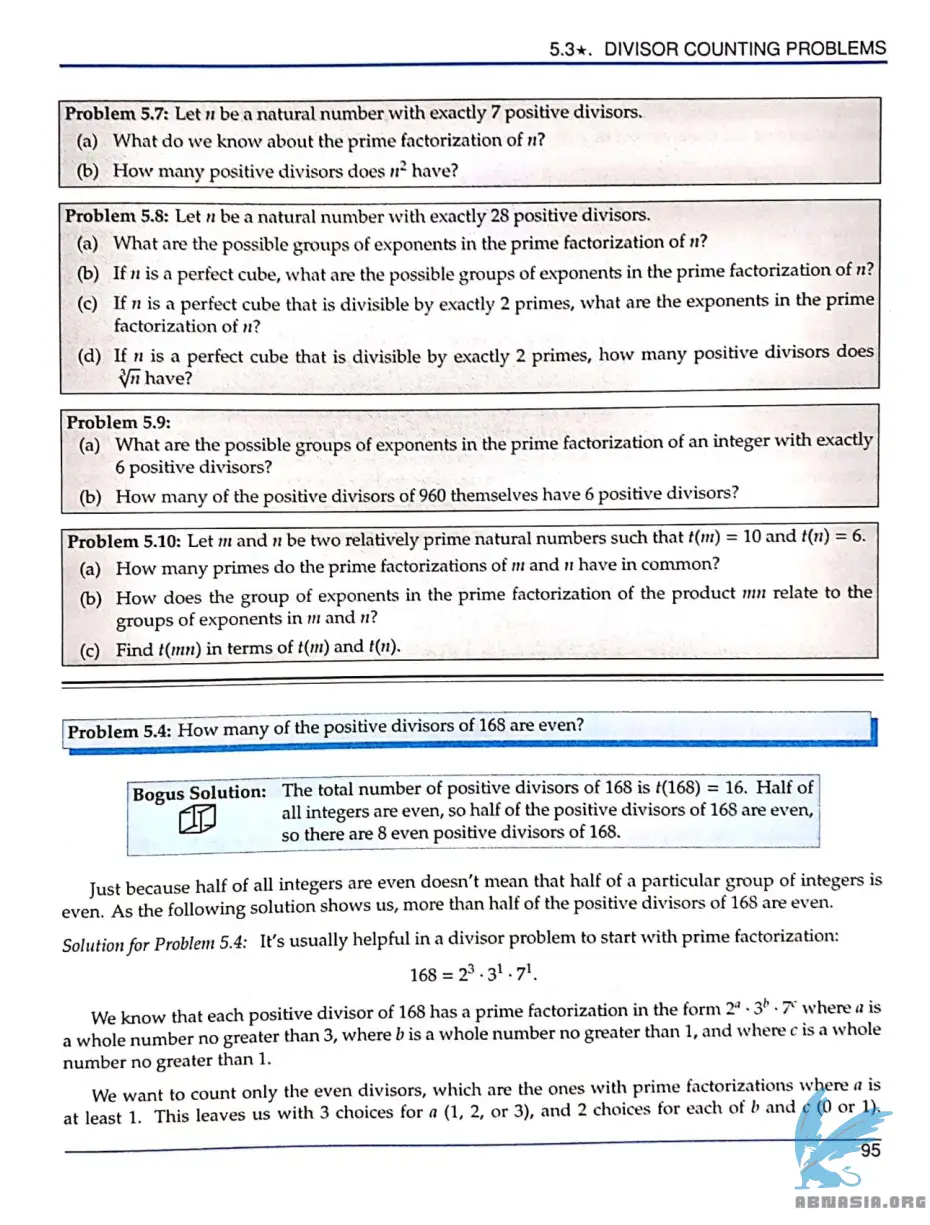 5.3★. DIVISOR COUNTING PROBLEMS
Problem 5.7: Let n be a natural number with exactly 7 positive divisors.
(a) What do we know about the prime factorization of n?
(b) How many positive divisors does n² have?
Problem 5.8: Let n be a natural number with exactly 28 positive divisors.
(a) What are the possible groups of exponents in the prime factorization of n?
(b) If n is a perfect cube, what are the possible groups of exponents in the prime factorization of n?
(c) If n is a perfect cube that is divisible by exactly 2 primes, what are the exponents in the prime
factorization of n?
(d) If n is a perfect cube that is divisible by exactly 2 primes, how many positive divisors does
∛n have?
Problem 5.9:
(a) What are the possible groups of exponents in the prime factorization of an integer with exactly
6 positive divisors?
(b) How many of the positive divisors of 960 themselves have 6 positive divisors?
Problem 5.10: Let m and n be two relatively prime natural numbers such that t(m) = 10 and t(n) = 6.
(a) How many primes do the prime factorizations of m and n have in common?
(b) How does the group of exponents in the prime factorization of the product mn relate to the
groups of exponents in m and n?
(c) Find t(mn) in terms of t(m) and t(n).
Problem 5.4: How many of the positive divisors of 168 are even?
Bogus Solution: The total number of positive divisors of 168 is t(168) = 16. Half of
all integers are even, so half of the positive divisors of 168 are even,
so there are 8 even positive divisors of 168.
Just because half of all integers are even doesn't mean that half of a particular group of integers is
even. As the following solution shows us, more than half of the positive divisors of 168 are even.
Solution for Problem 5.4: It's usually helpful in a divisor problem to start with prime factorization:
168 = 2³ · 3¹ · 7¹.
We know that each positive divisor of 168 has a prime factorization in the form 2ᵃ · 3ᵇ · 7ᶜ where a is
a whole number no greater than 3, where b is a whole number no greater than 1, and where c is a whole
number no greater than 1.
We want to count only the even divisors, which are the ones with prime factorizations where a is
at least 1. This leaves us with 3 choices for a (1, 2, or 3), and 2 choices for each of b and c (0 or 1).
95
ABNASIA.ORG